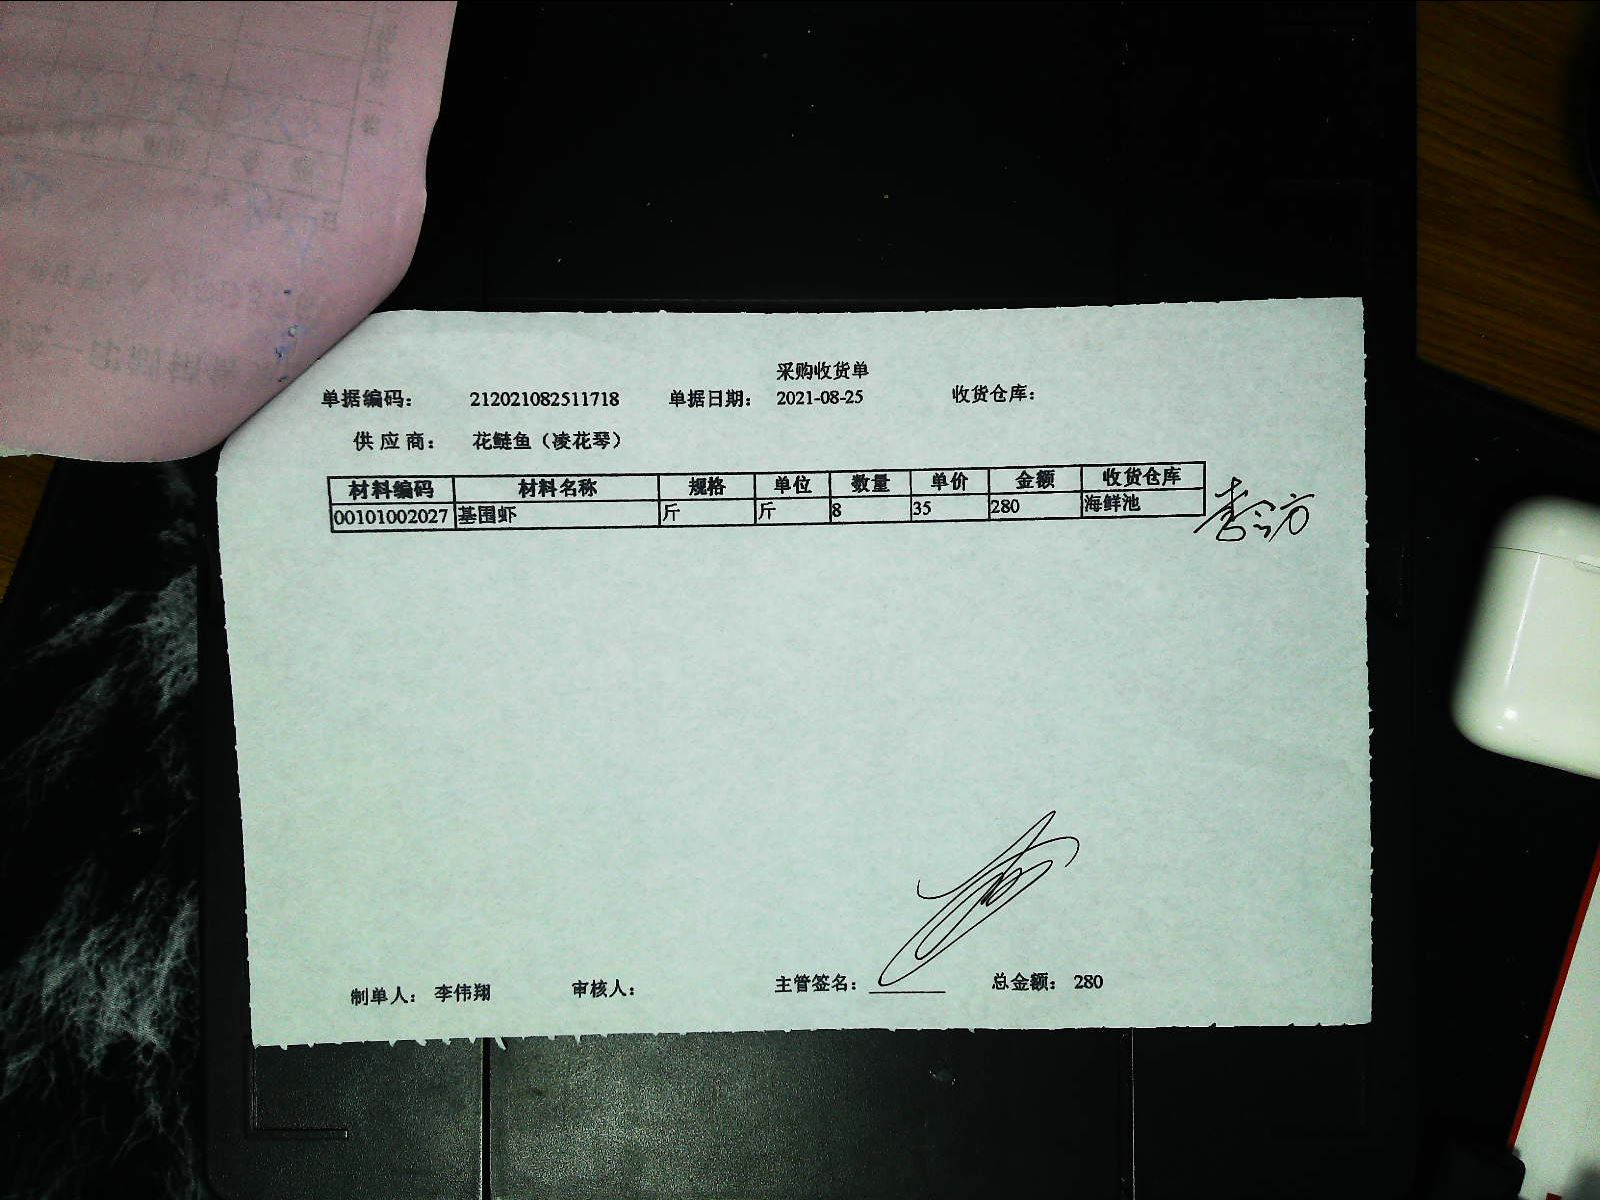 采购收货单
单据编码: 212021082511718 单据日期: 2021-08-25 收货仓库:
供应商: 花鲢鱼（凌花琴）
材料编码 材料名称 规格 单位 数量 单价 金额 收货仓库
00101002027 基围虾 斤 斤 8 35 280 海鲜池
制单人: 李伟翔 审核人: 主管签名: 总金额: 280